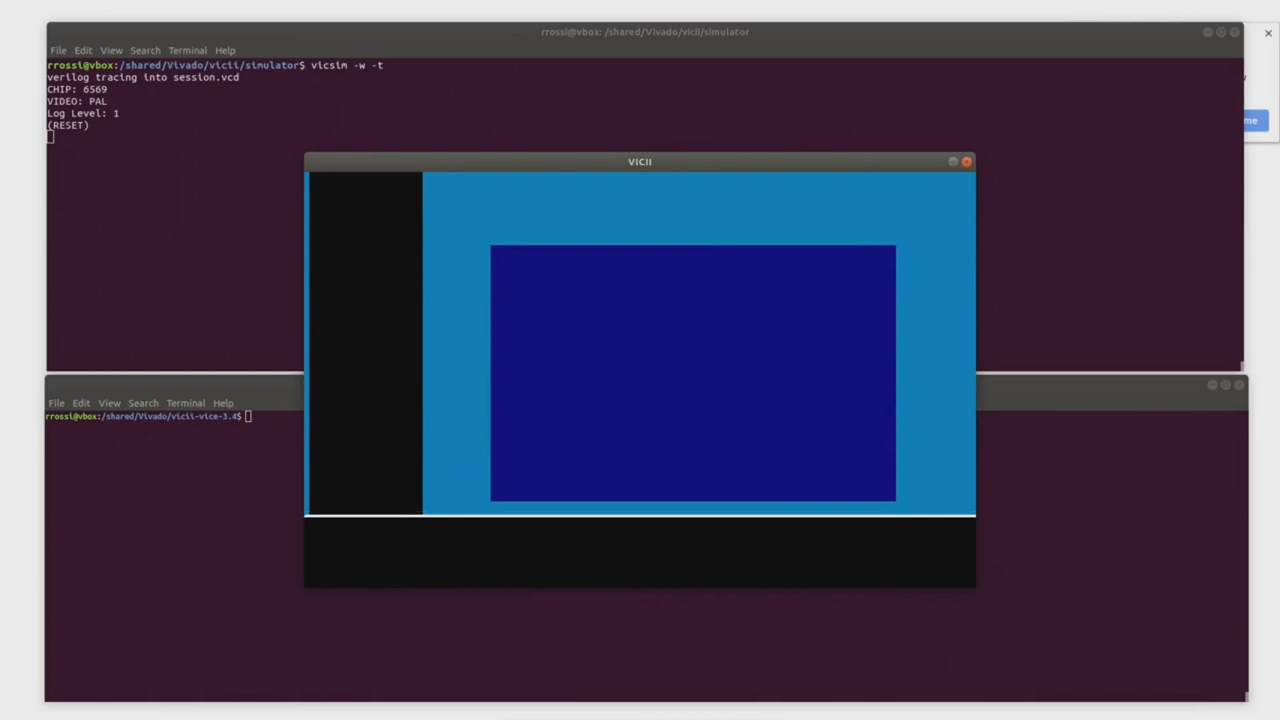 rrossi@vbox: /shared/Vivado/vicii/simulator
File Edit View Search Terminal Help
rrossi@vbox:/shared/Vivado/vicii/simulator$ vicsim -w -t
verilog tracing into session.vcd
CHIP: 6569
VIDEO: PAL
Log Level: 1
(RESET)
me
VICII
File Edit View Search Terminal Help
rrossi@vbox:/shared/Vivado/vicii-vice-3.4$